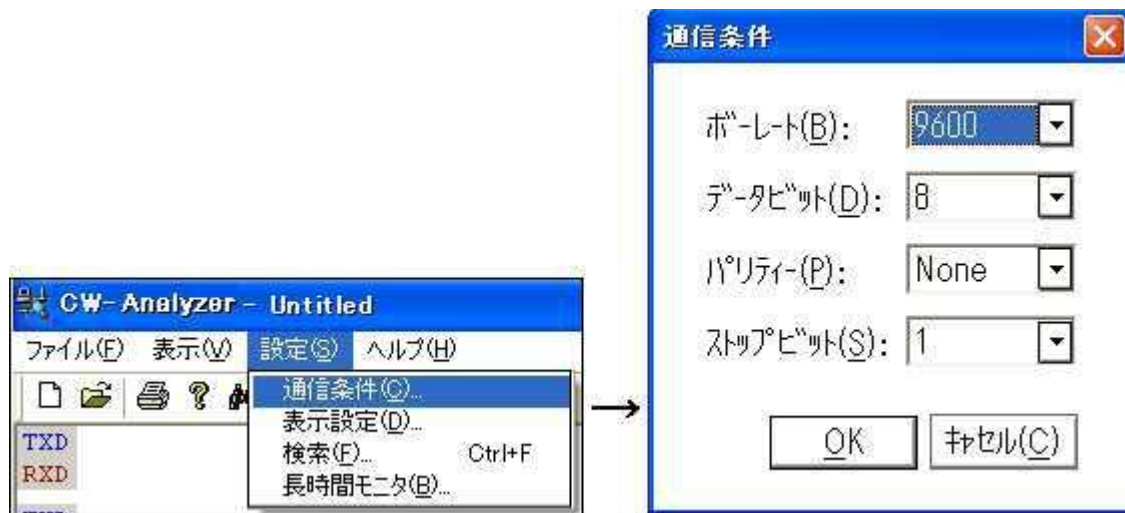 CW-Analyzer - Untitled
ファイル(F) 表示(V) 設定(S) ヘルプ(H)
通信条件(C)...
表示設定(D)...
検索(F)... Ctrl+F
長時間モニタ(B)...
TXD
RXD
→
通信条件
ﾎﾞｰﾚｰﾄ(B): 9600
ﾃﾞｰﾀﾋﾞｯﾄ(D): 8
ﾊﾟﾘﾃｨｰ(P): None
ｽﾄｯﾌﾟﾋﾞｯﾄ(S): 1
OK ｷｬｾﾙ(C)